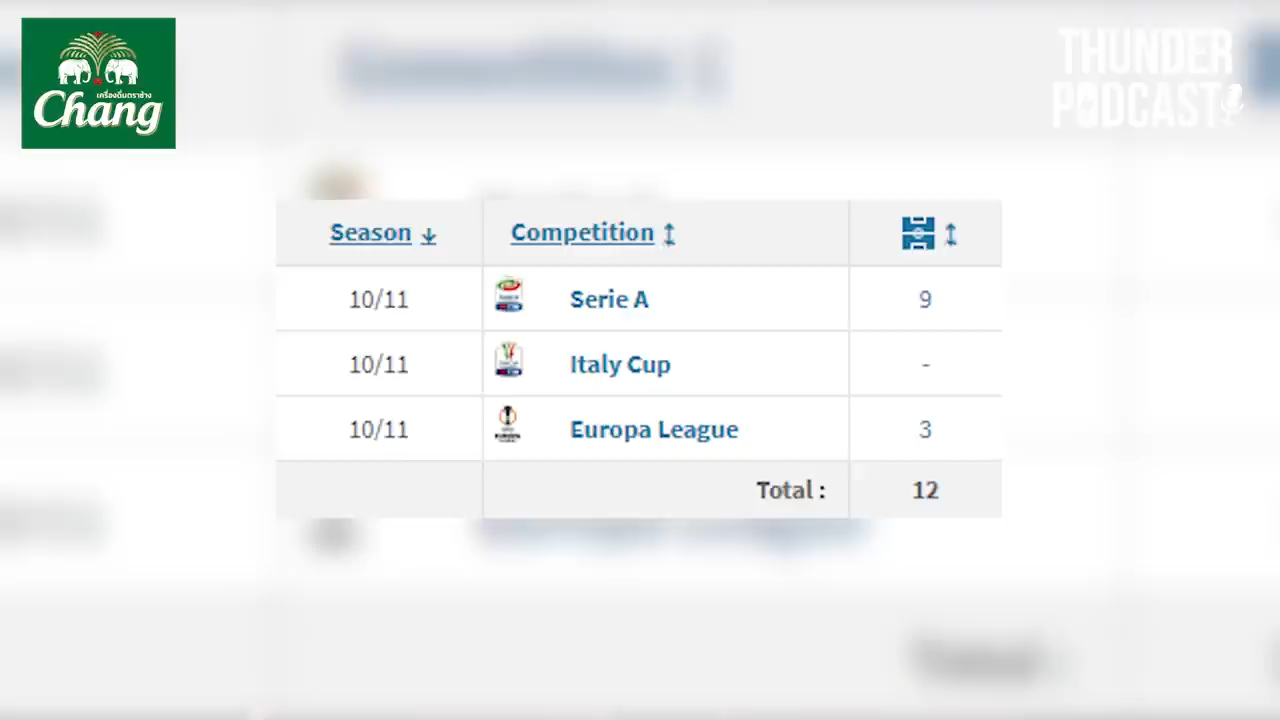 เครื่องดื่มตราช้าง
Chang
THUNDER
PODCAST
Season Competition
10/11 Serie A 9
10/11 Italy Cup -
10/11 Europa League 3
Total : 12